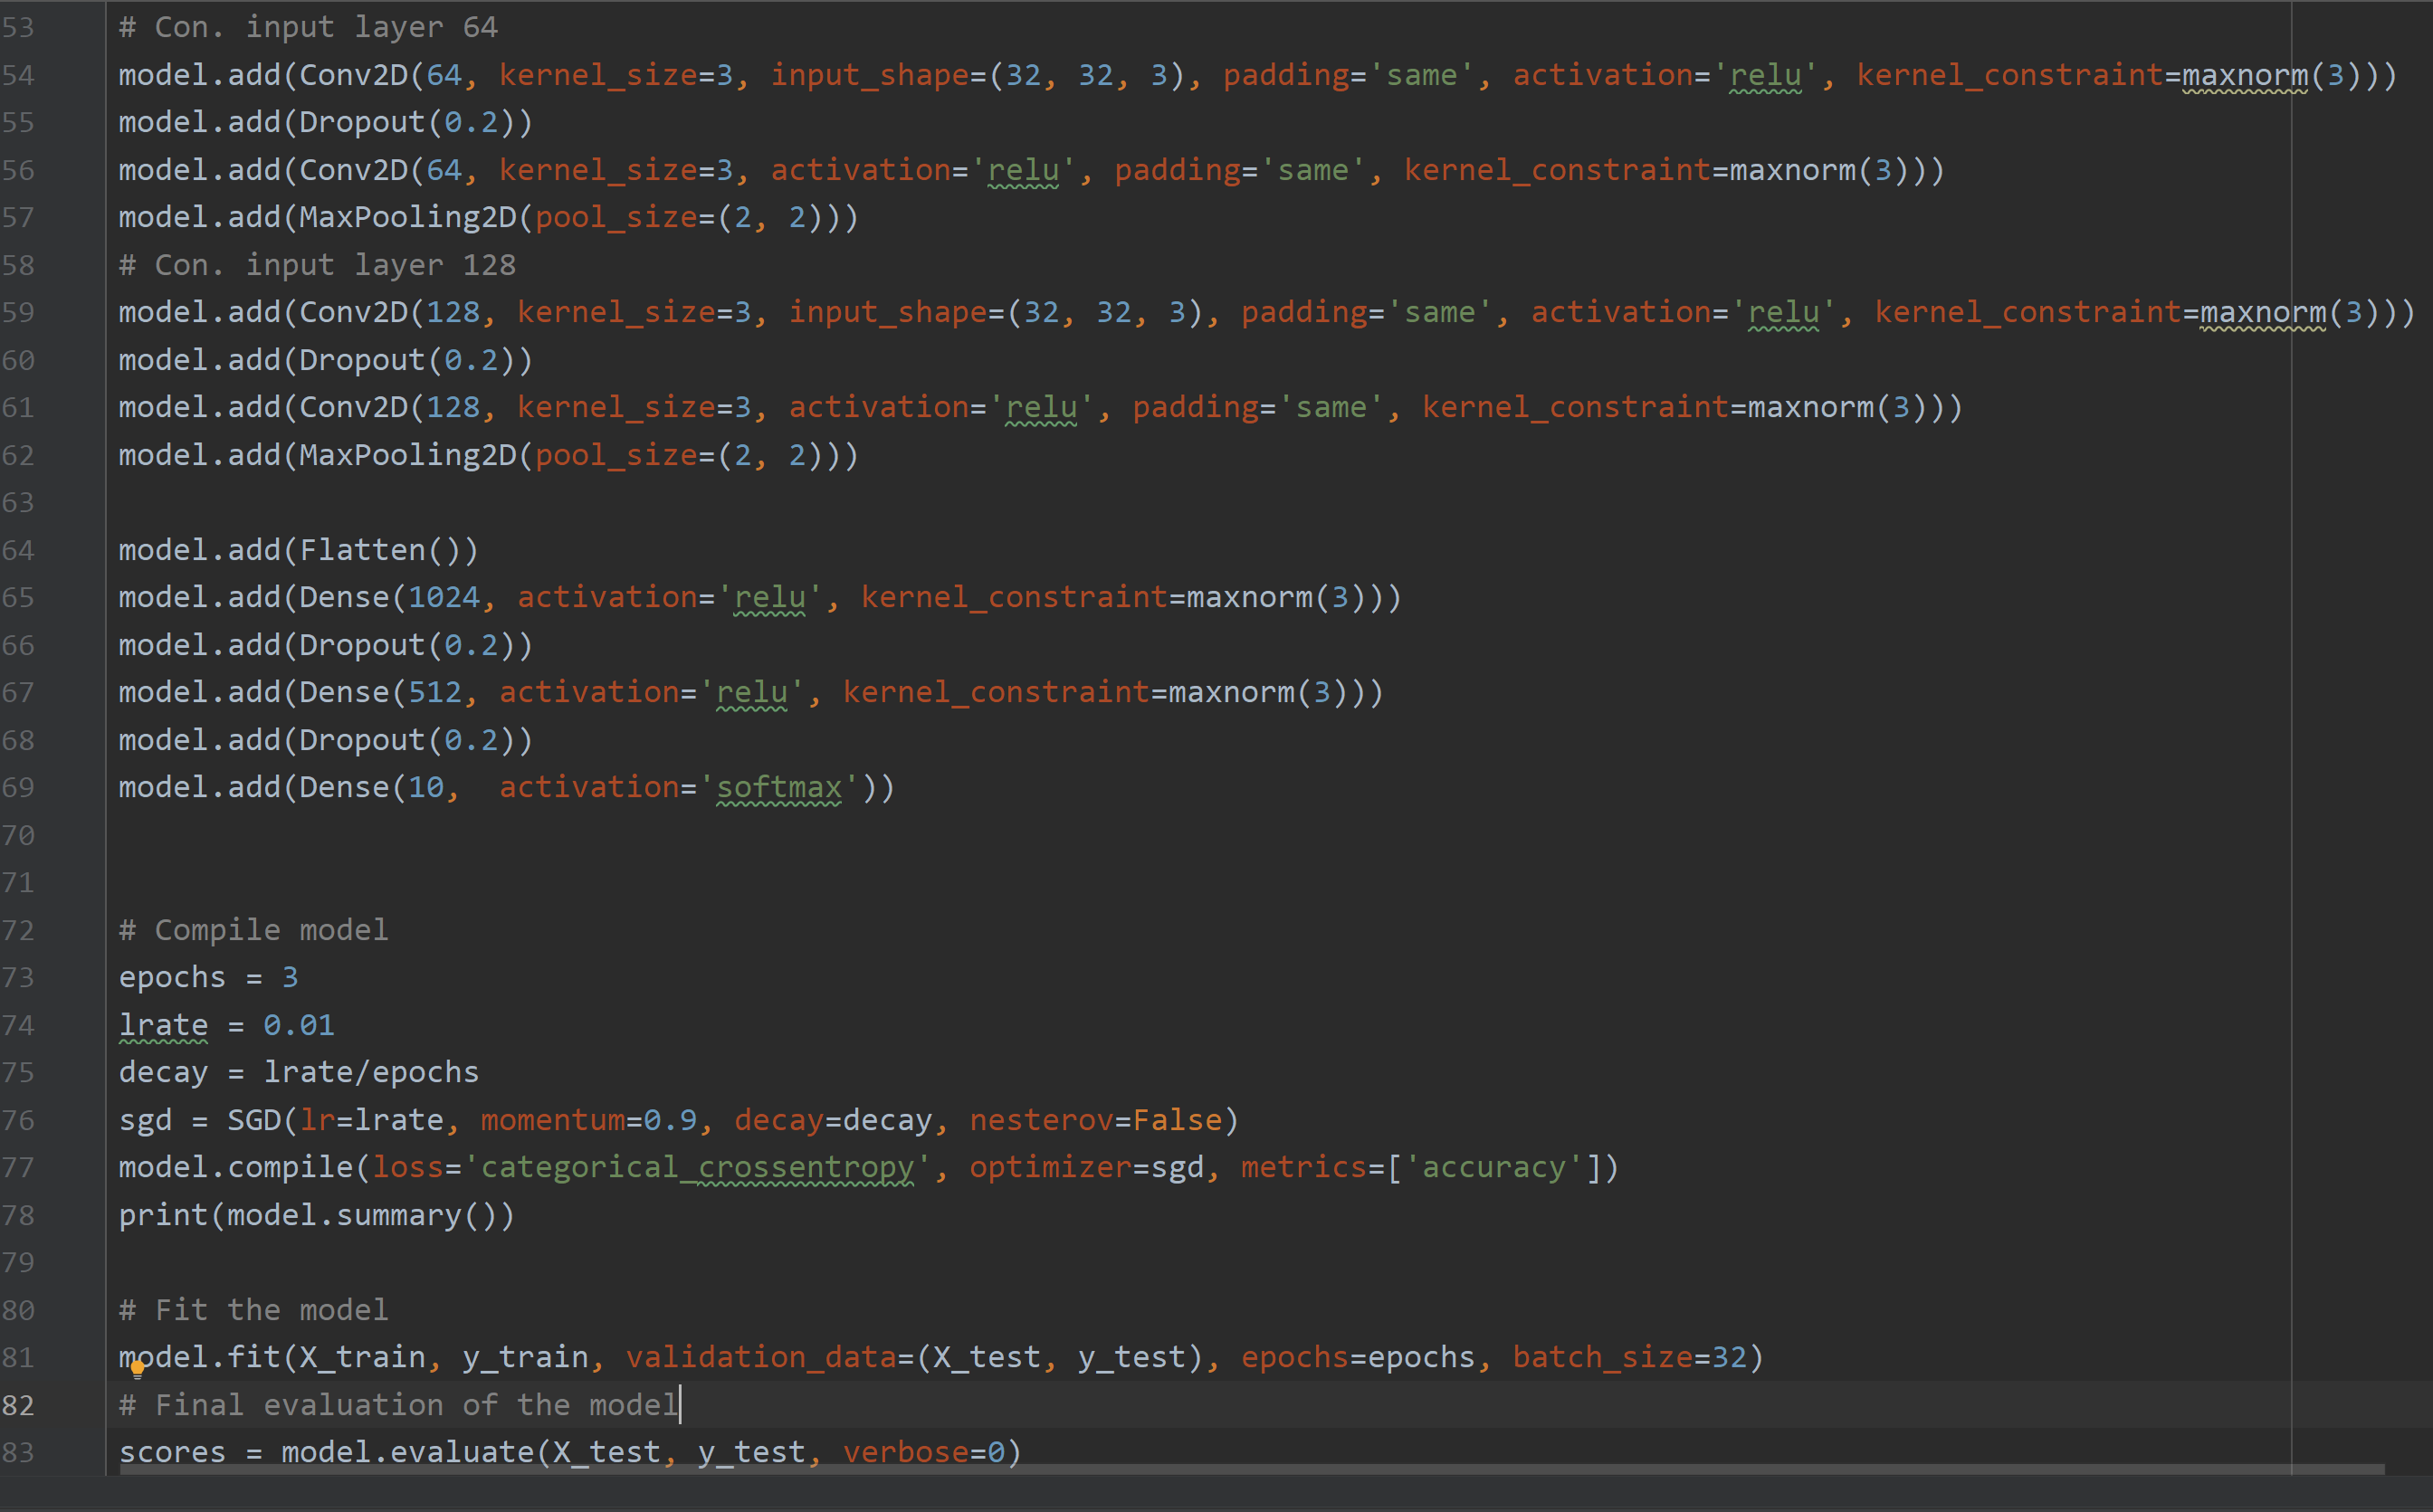 53 # Con. input layer 64
54 model.add(Conv2D(64, kernel_size=3, input_shape=(32, 32, 3), padding='same', activation='relu', kernel_constraint=maxnorm(3)))
55 model.add(Dropout(0.2))
56 model.add(Conv2D(64, kernel_size=3, activation='relu', padding='same', kernel_constraint=maxnorm(3)))
57 model.add(MaxPooling2D(pool_size=(2, 2)))
58 # Con. input layer 128
59 model.add(Conv2D(128, kernel_size=3, input_shape=(32, 32, 3), padding='same', activation='relu', kernel_constraint=maxnorm(3)))
60 model.add(Dropout(0.2))
61 model.add(Conv2D(128, kernel_size=3, activation='relu', padding='same', kernel_constraint=maxnorm(3)))
62 model.add(MaxPooling2D(pool_size=(2, 2)))
63
64 model.add(Flatten())
65 model.add(Dense(1024, activation='relu', kernel_constraint=maxnorm(3)))
66 model.add(Dropout(0.2))
67 model.add(Dense(512, activation='relu', kernel_constraint=maxnorm(3)))
68 model.add(Dropout(0.2))
69 model.add(Dense(10,  activation='softmax'))
70
71
72 # Compile model
73 epochs = 3
74 lrate = 0.01
75 decay = lrate/epochs
76 sgd = SGD(lr=lrate, momentum=0.9, decay=decay, nesterov=False)
77 model.compile(loss='categorical_crossentropy', optimizer=sgd, metrics=['accuracy'])
78 print(model.summary())
79
80 # Fit the model
81 model.fit(X_train, y_train, validation_data=(X_test, y_test), epochs=epochs, batch_size=32)
82 # Final evaluation of the model
83 scores = model.evaluate(X_test, y_test, verbose=0)